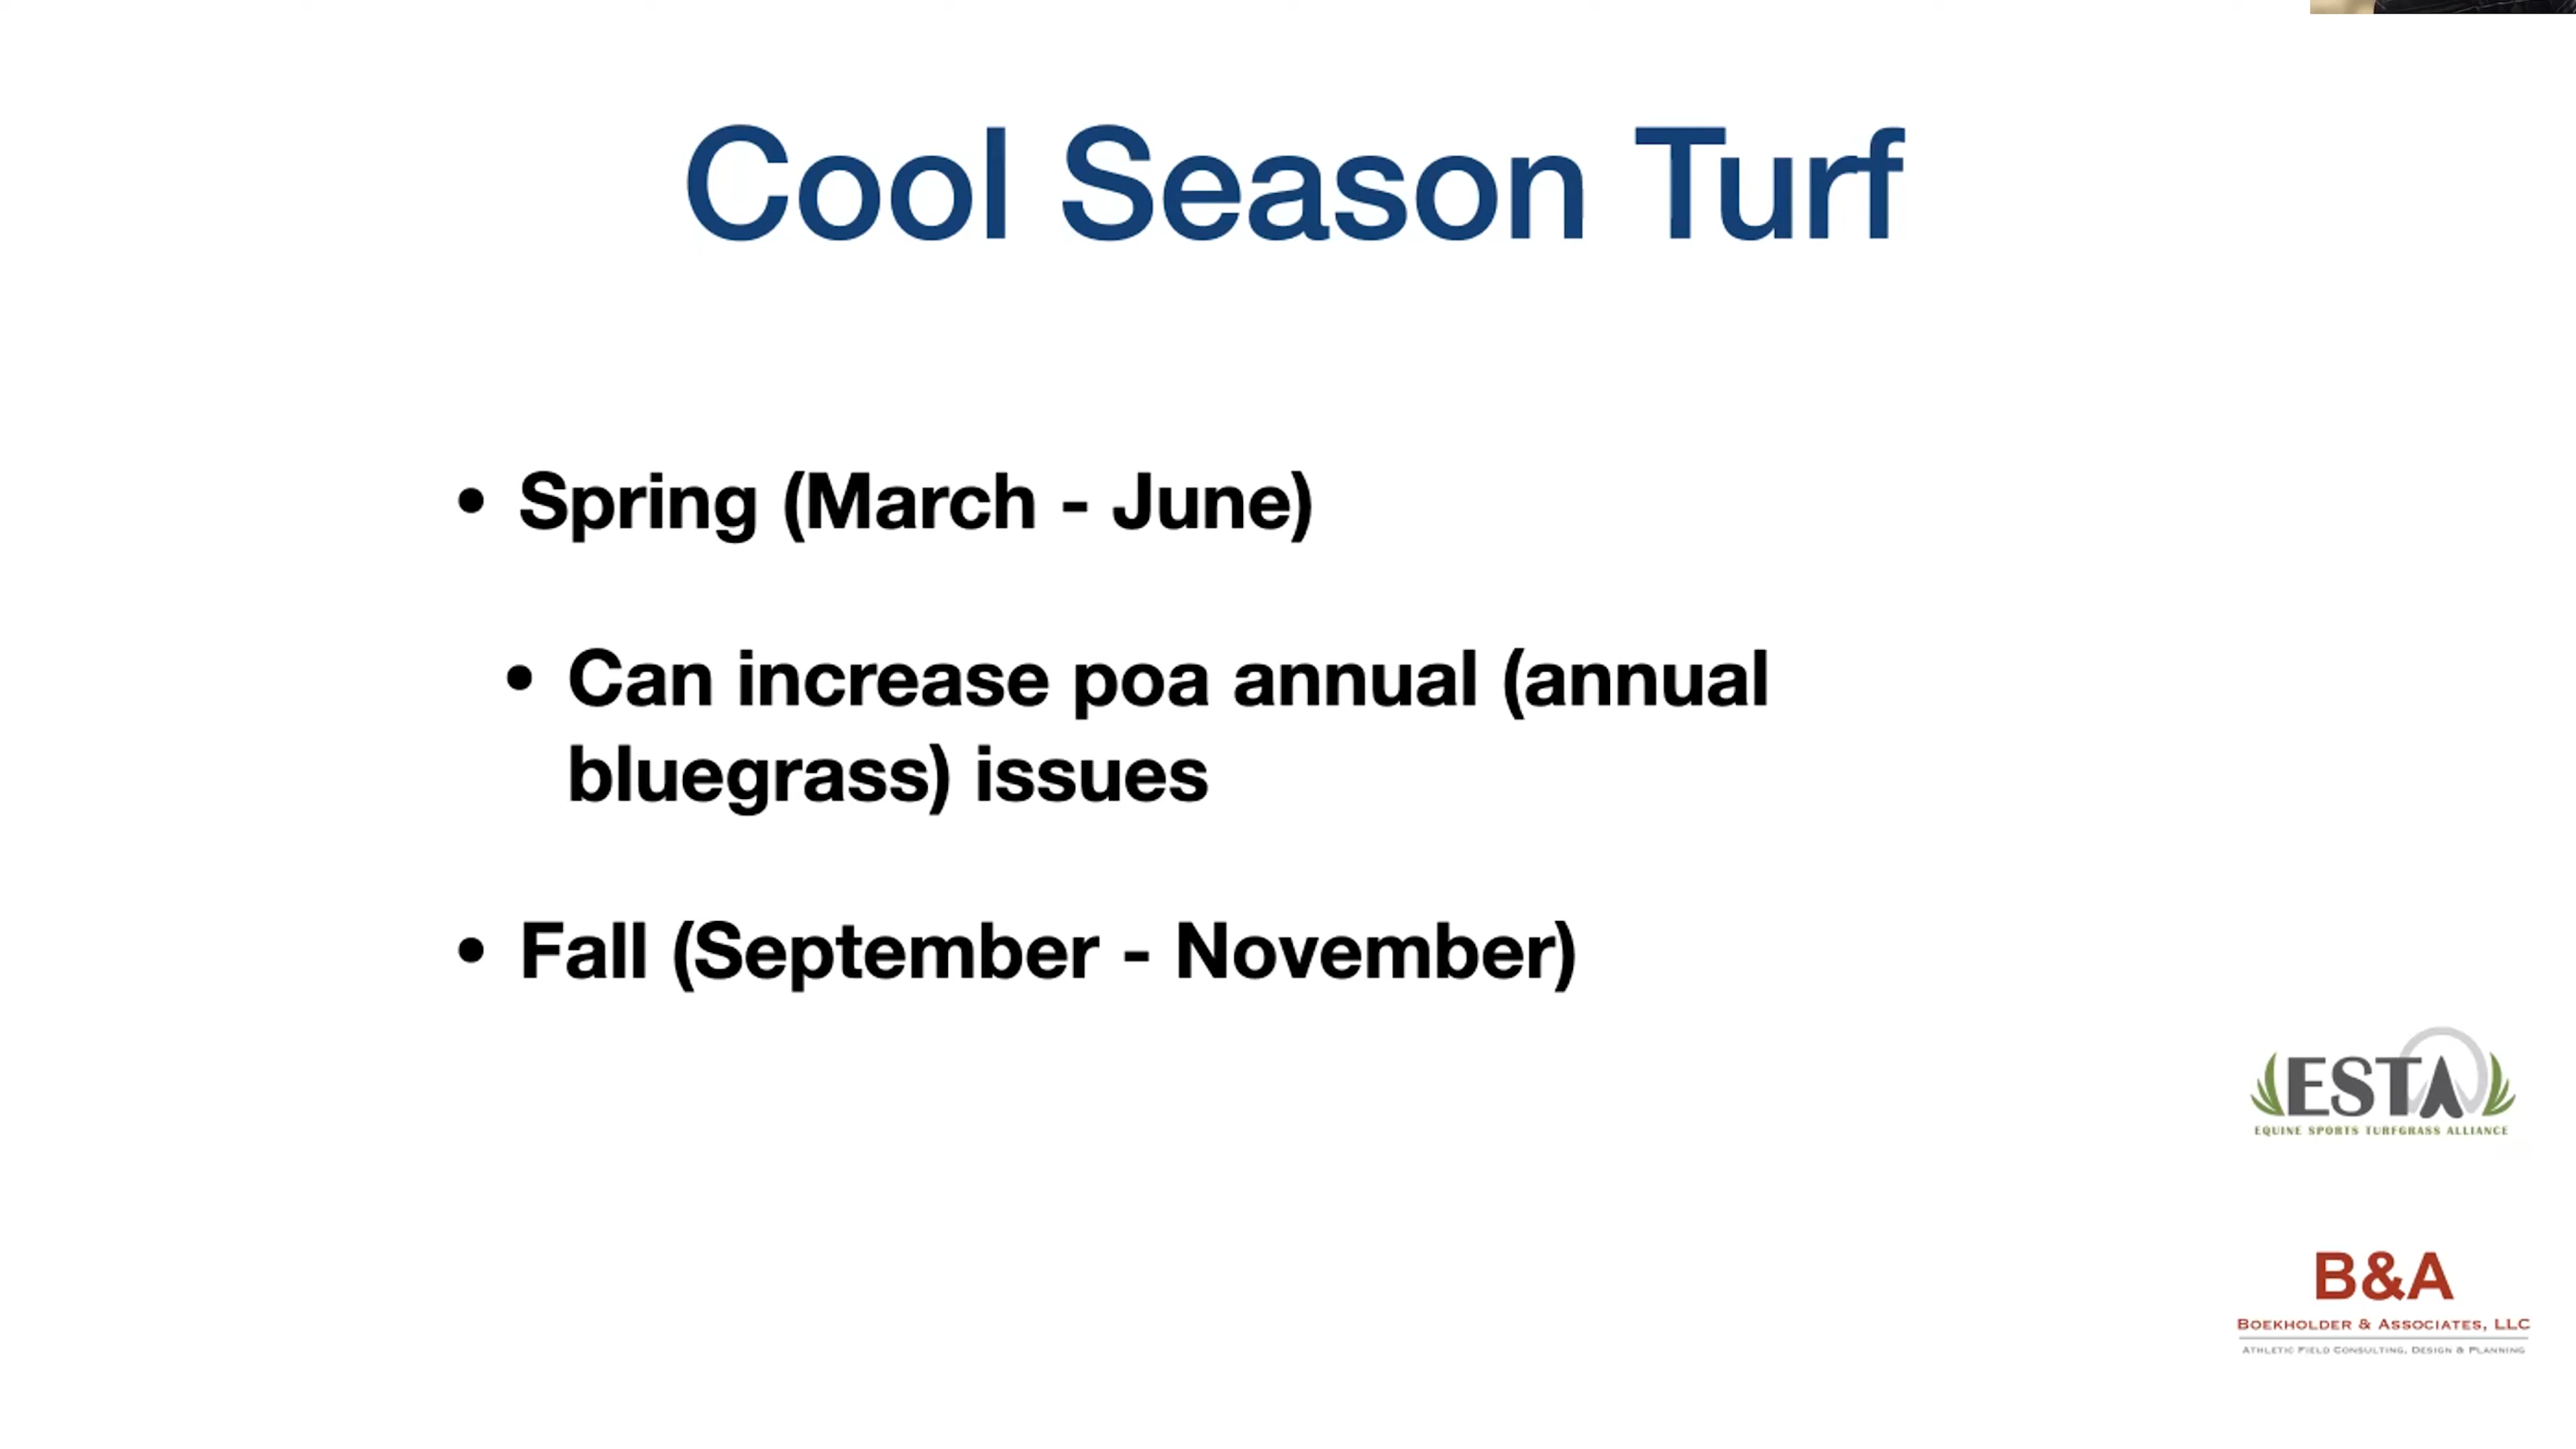 Cool Season Turf
• Spring (March - June)
• Can increase poa annual (annual
bluegrass) issues
• Fall (September - November)
ESTA
EQUINE SPORTS TURFGRASS ALLIANCE
B&A
BOEKHOLDER & ASSOCIATES, LLC
ATHLETIC FIELD CONSULTING, DESIGN & PLANNING